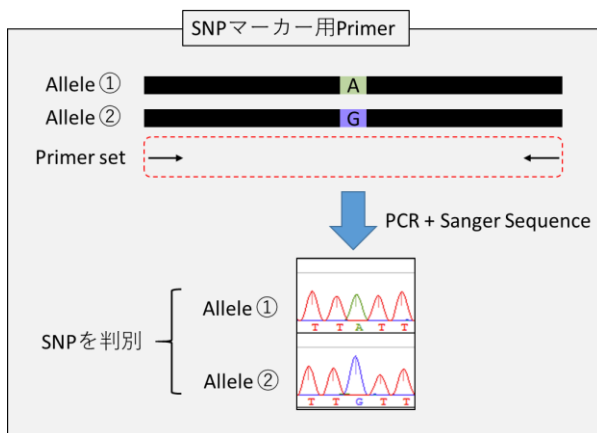 SNPマーカー用Primer
Allele ①
A
Allele ②
G
Primer set
PCR + Sanger Sequence
Allele ①
T T A T T
SNPを判別
Allele ②
T T G T T